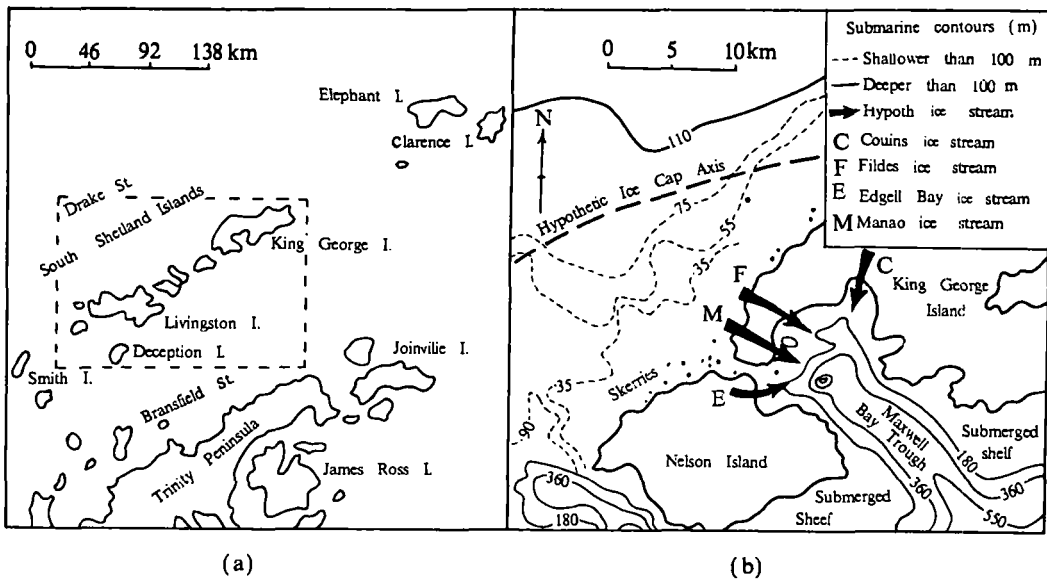 0 46 92 138 km
Elephant I.
Clarence I.
Drake St.
South Shetland Islands
King George I.
Livingston I.
Deception I.
Smith I.
Joinvilie I.
Bransfield St.
Trinity Peninsula
James Ross I.
(a)
0 5 10 km
N
110
Hypothetic Ice Cap Axis
75
55
35
35
90
Skerries
F
M
E
C
King George
Island
Nelson Island
Maxwell
Bay Trough
Submerged
shelf
Submerged
Sheef
180
360
360
550
360
180
Submarine contours (m)
Shallower than 100 m
Deeper than 100 m
Hypoth ice stream
C Couins ice stream
F Fildes ice stream
E Edgell Bay ice stream
M Manao ice stream
(b)